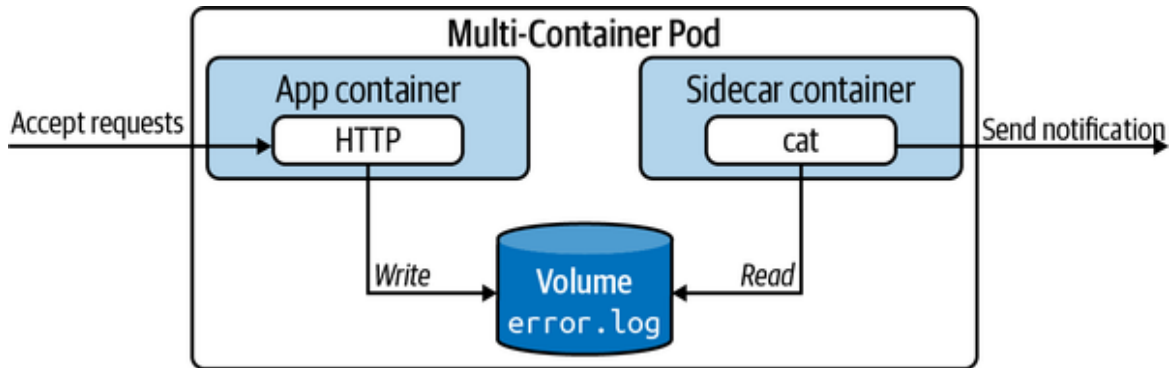 Multi-Container Pod
App container
Sidecar container
Accept requests
HTTP
cat
Send notification
Write
Volume
Read
error.log